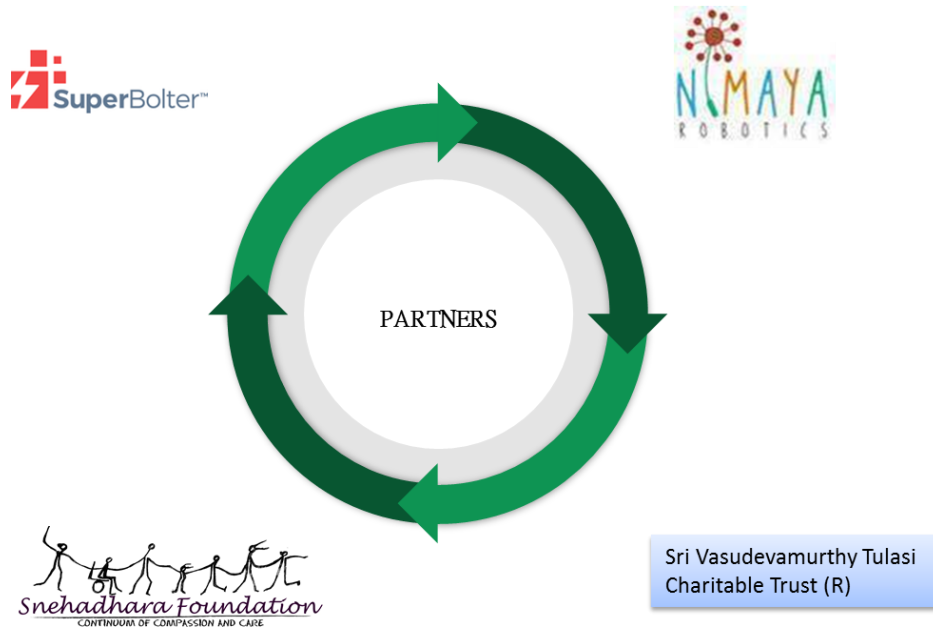 SuperBolter™
NIMAYA
ROBOTICS
PARTNERS
Snehadhara Foundation
CONTINUUM OF COMPASSION AND CARE
Sri Vasudevamurthy Tulasi
Charitable Trust (R)